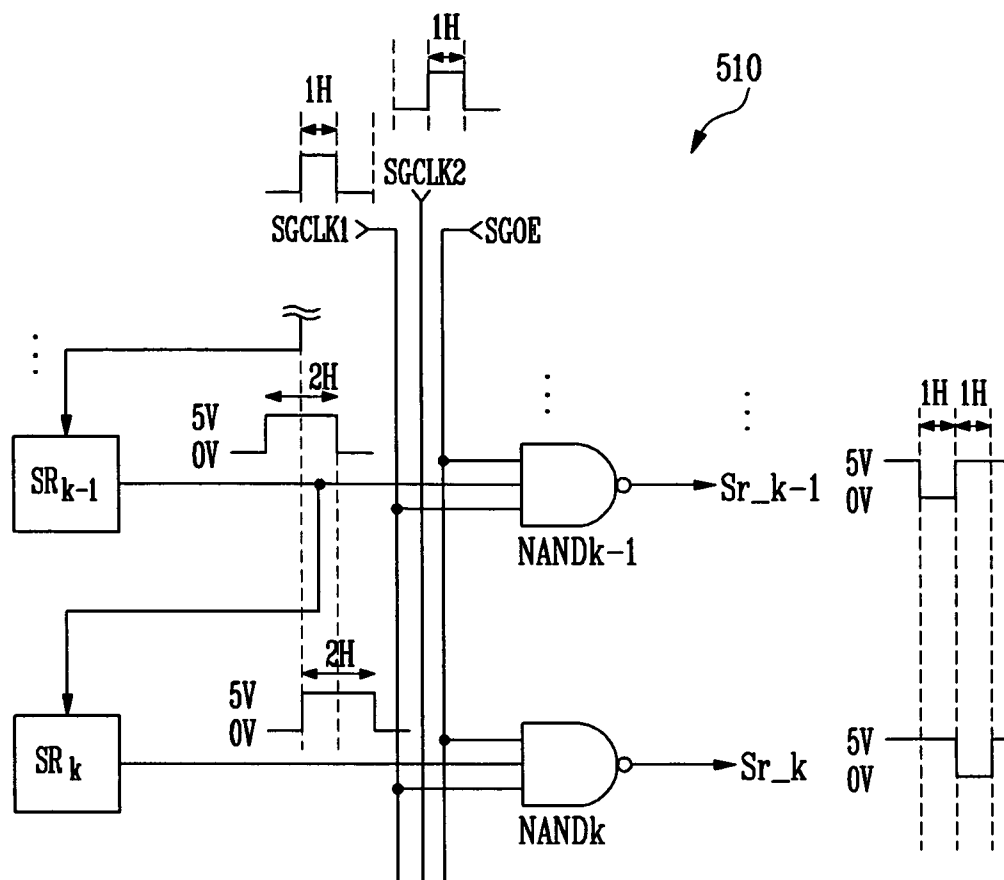 1H
510
1H
SGCLK2
SGCLK1
SGOE
2H
1H 1H
5V
0V
5V
0V
SRk-1
Sr_k-1
NANDk-1
2H
5V
0V
5V
0V
SRk
Sr_k
NANDk